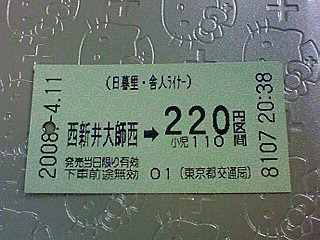 (日暮里・舎人ライナー)
2008.-4.11
西新井大師西➡220円区間
小児110
発売当日限り有効
下車前途無効
01(東京都交通局)
8107 20:38